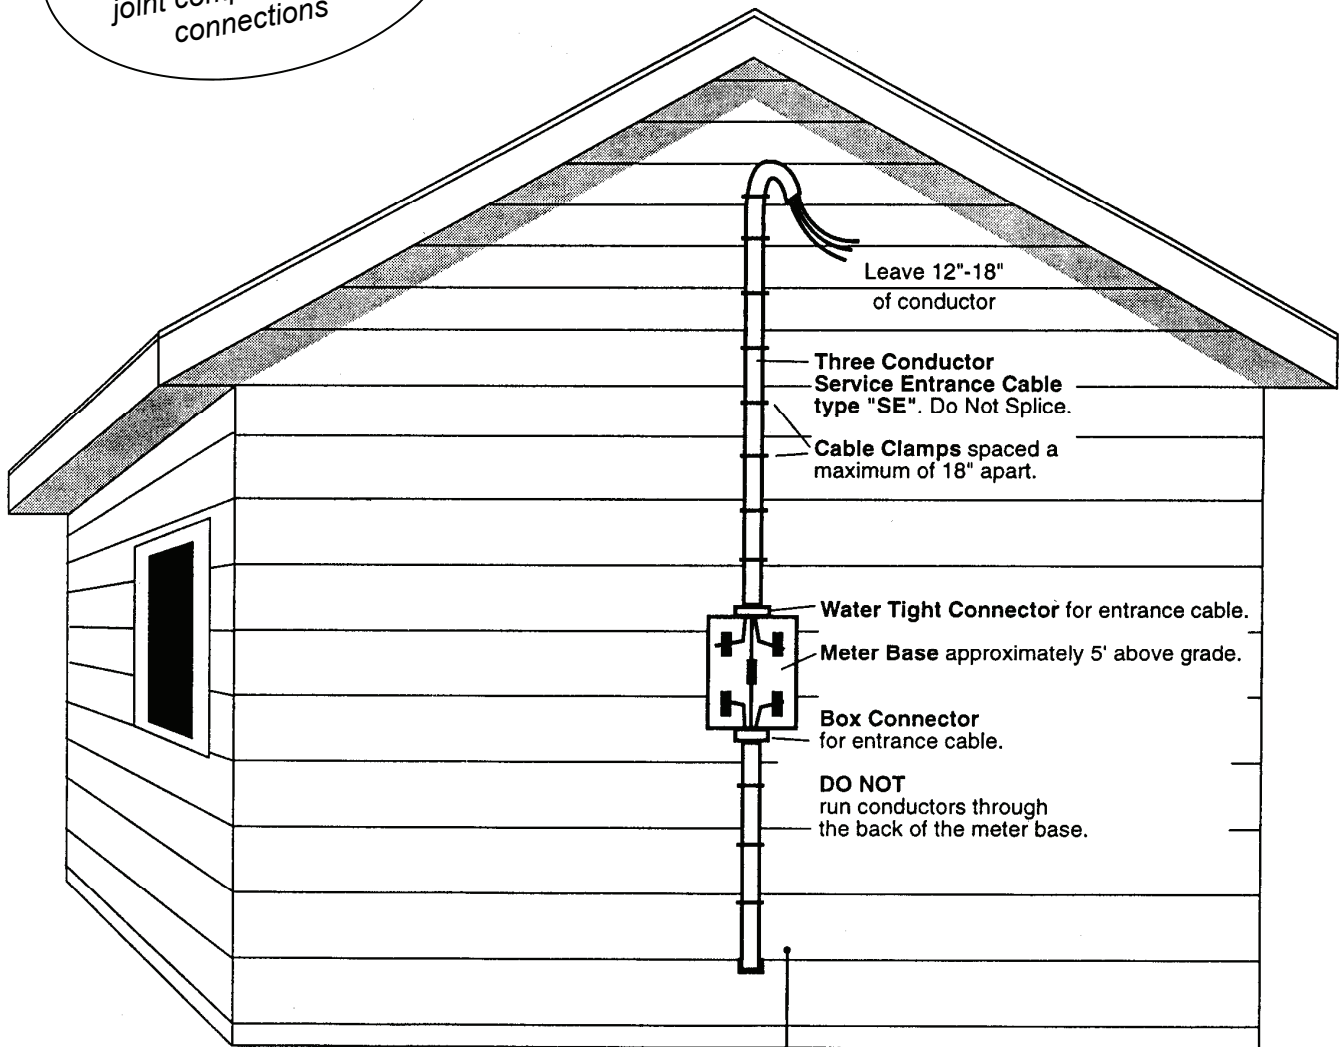 joint
connections
Leave 12"-18"
of conductor
Three Conductor
Service Entrance Cable
type "SE". Do Not Splice.
Cable Clamps spaced a
maximum of 18" apart.
Water Tight Connector for entrance cable.
Meter Base approximately 5' above grade.
Box Connector
for entrance cable.
DO NOT
run conductors through
the back of the meter base.